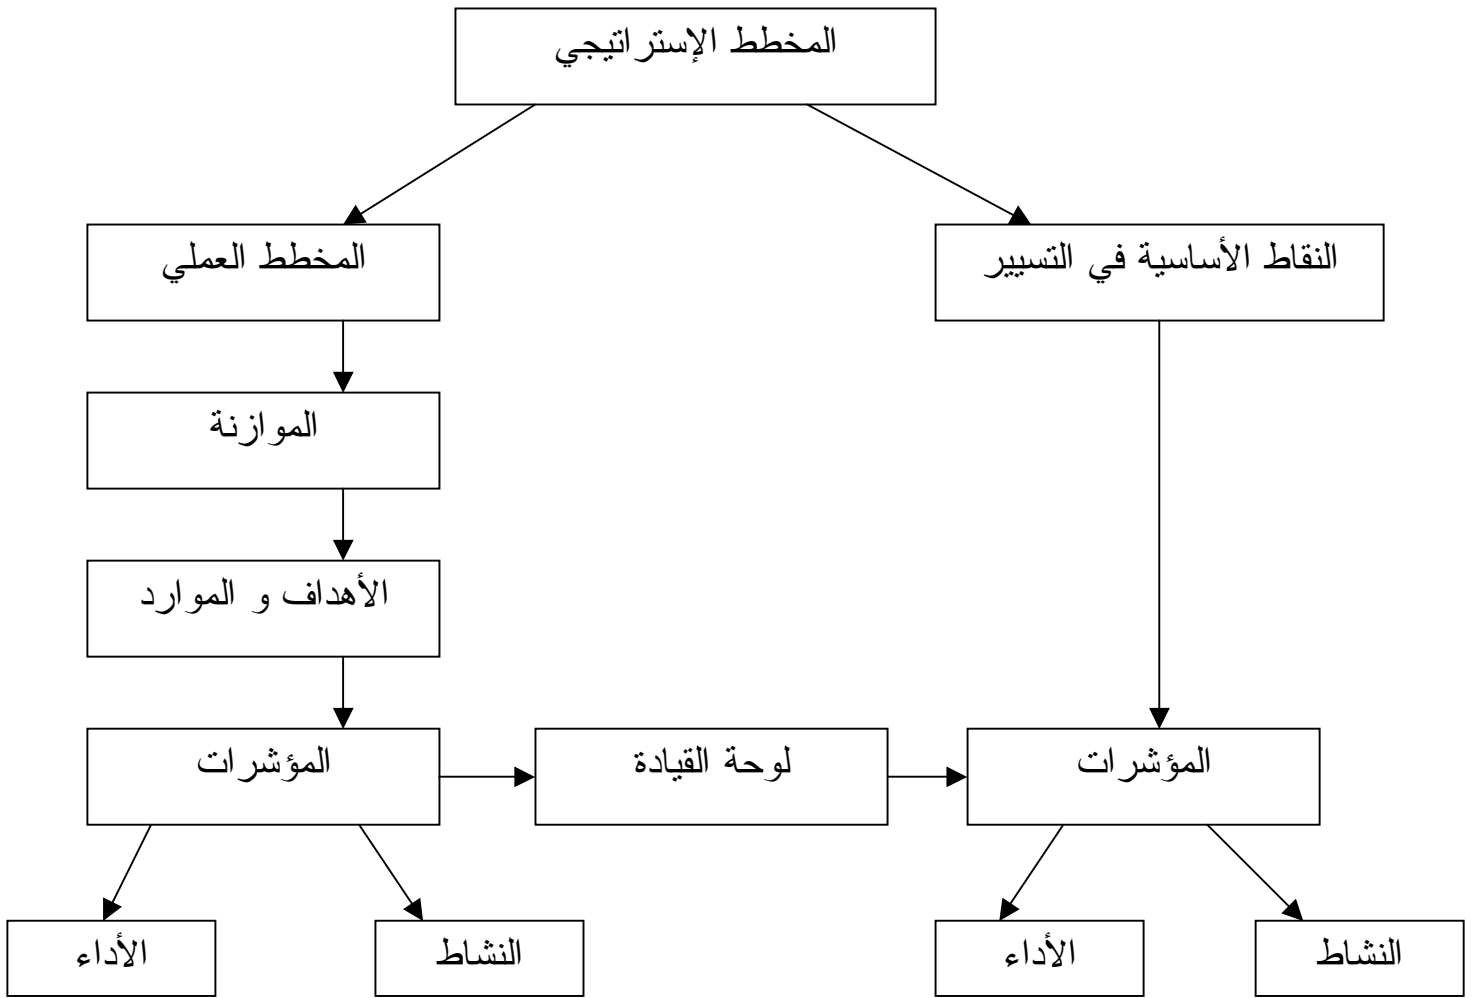 المخطط الإستراتيجي
النقاط الأساسية في التسيير
المخطط العملي
الموازنة
الأهداف و الموارد
المؤشرات
لوحة القيادة
المؤشرات
النشاط
الأداء
النشاط
الأداء